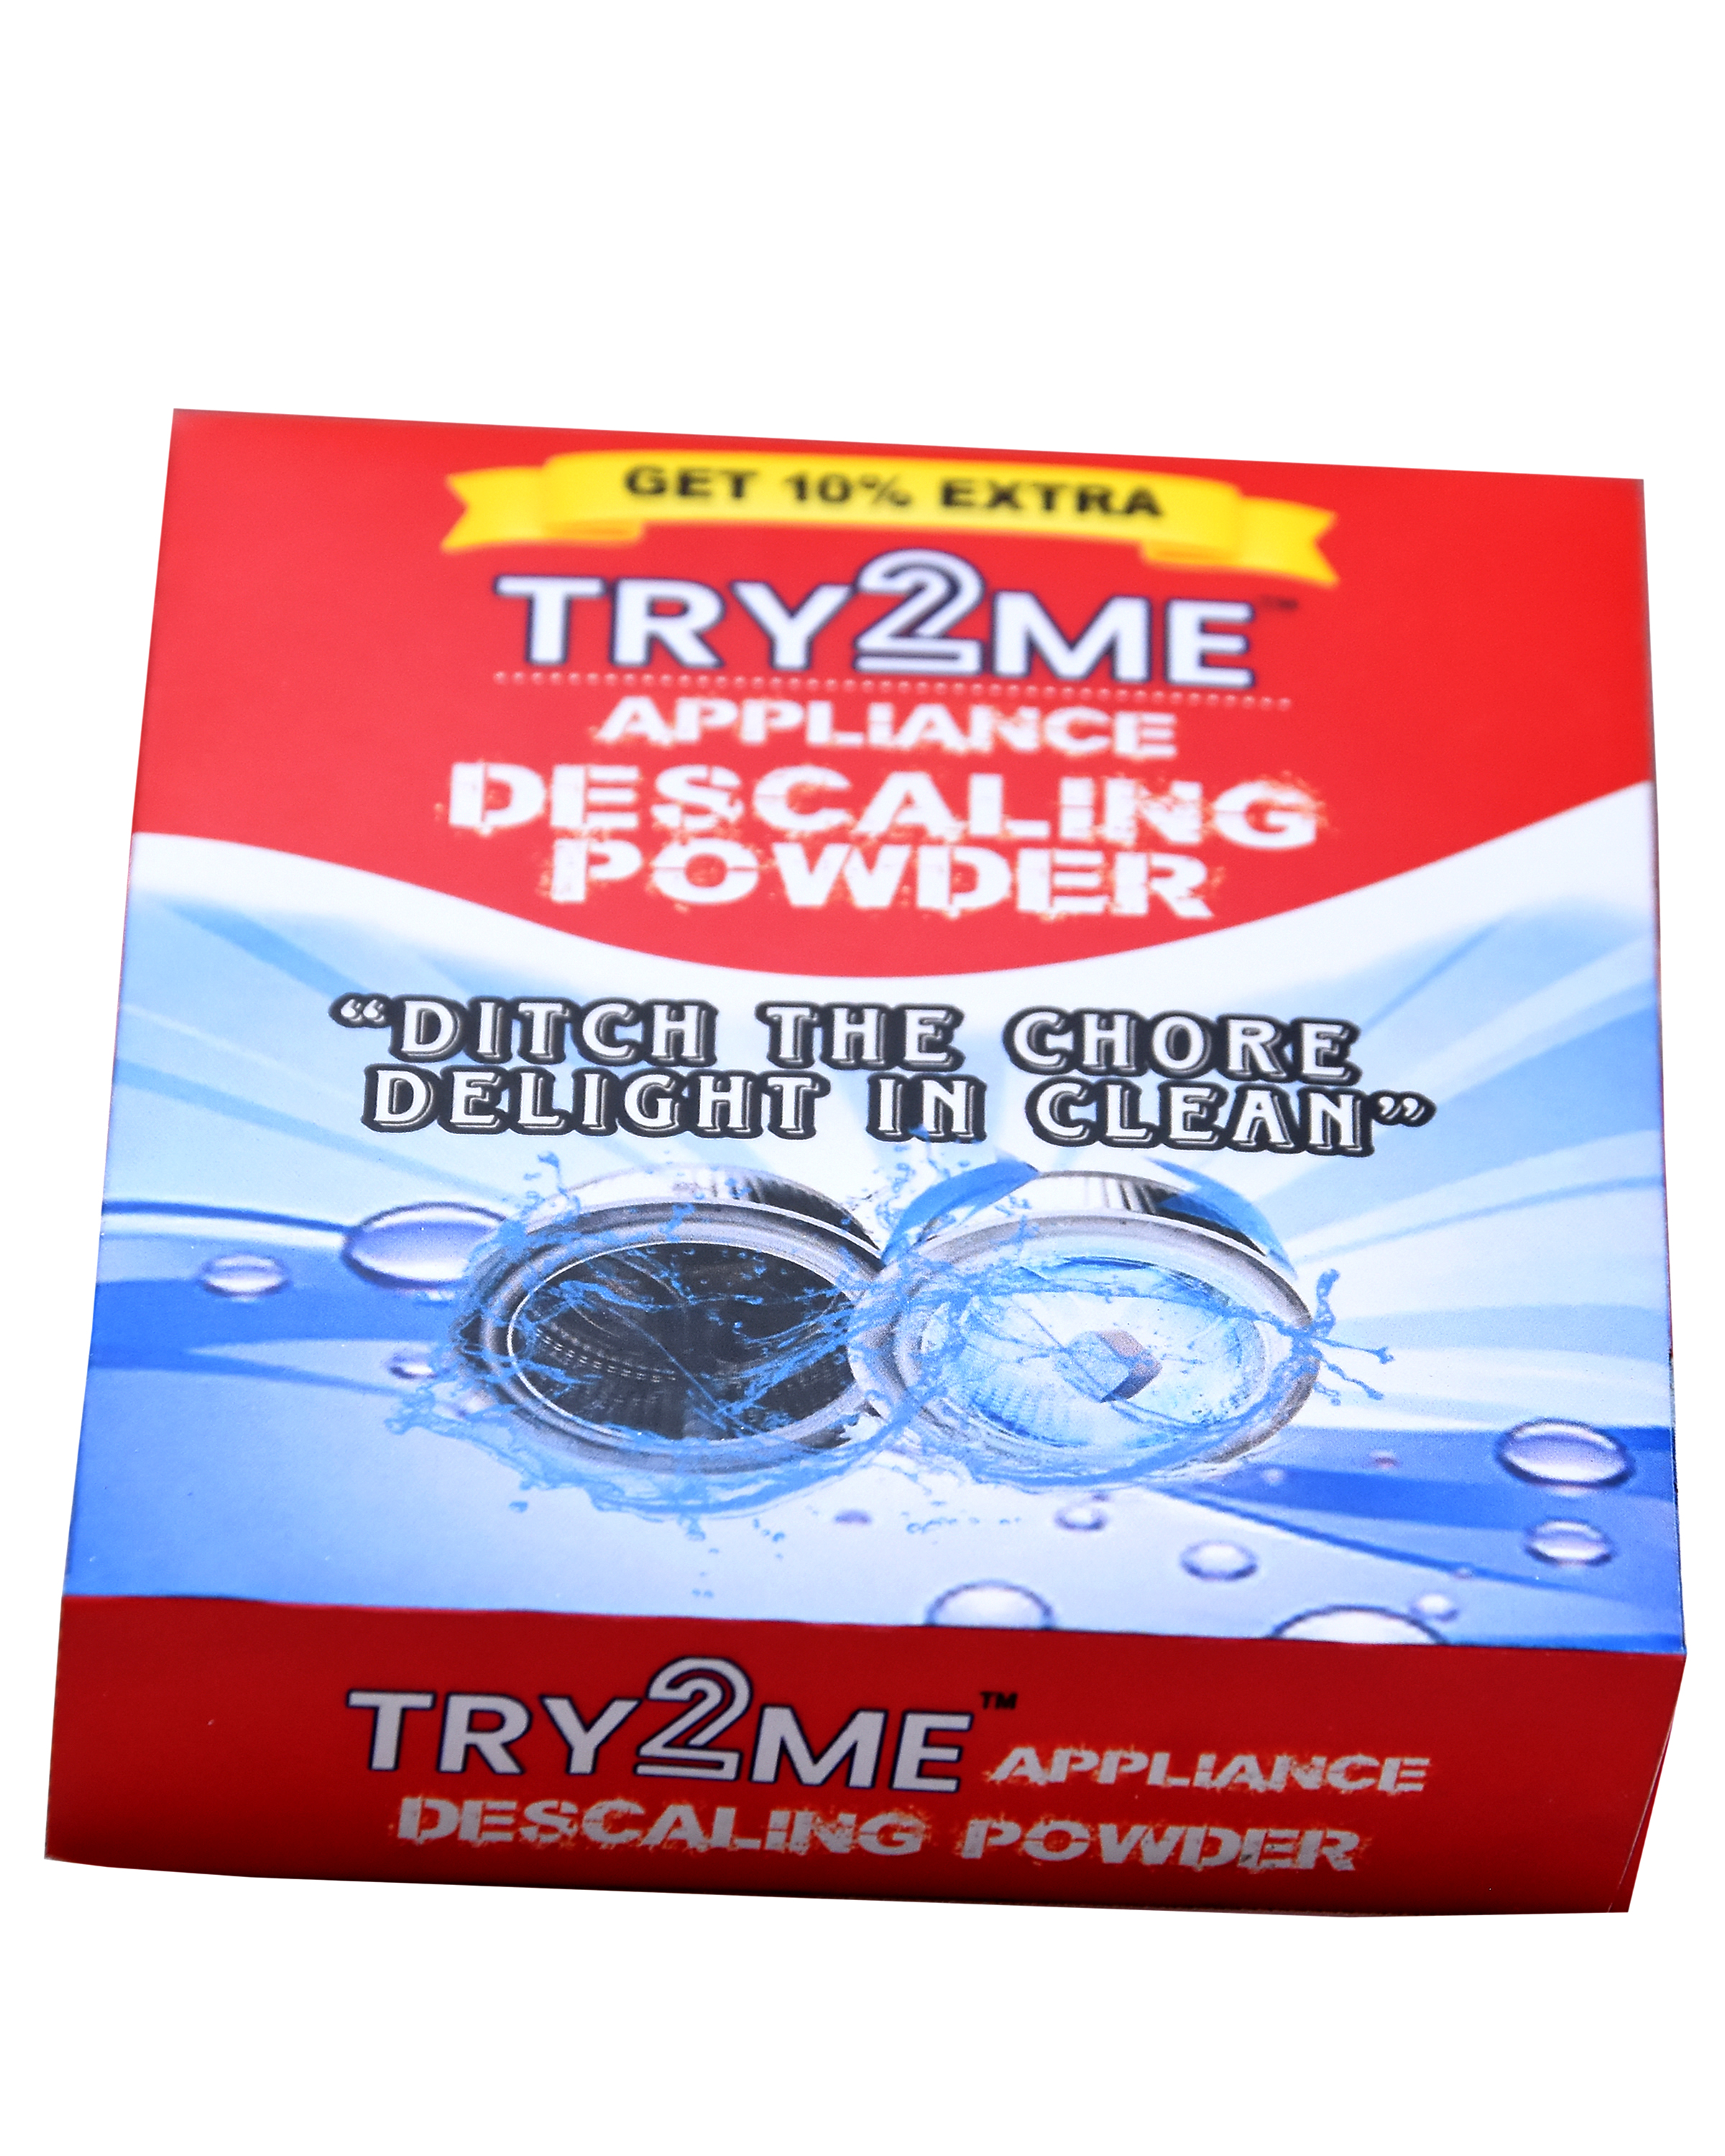 GET 10% EXTRA
TRY2ME™
APPLIANCE
DESCALING
POWDER
“DITCH THE CHORE
DELIGHT IN CLEAN”
TRY2ME™ APPLIANCE
DESCALING POWDER